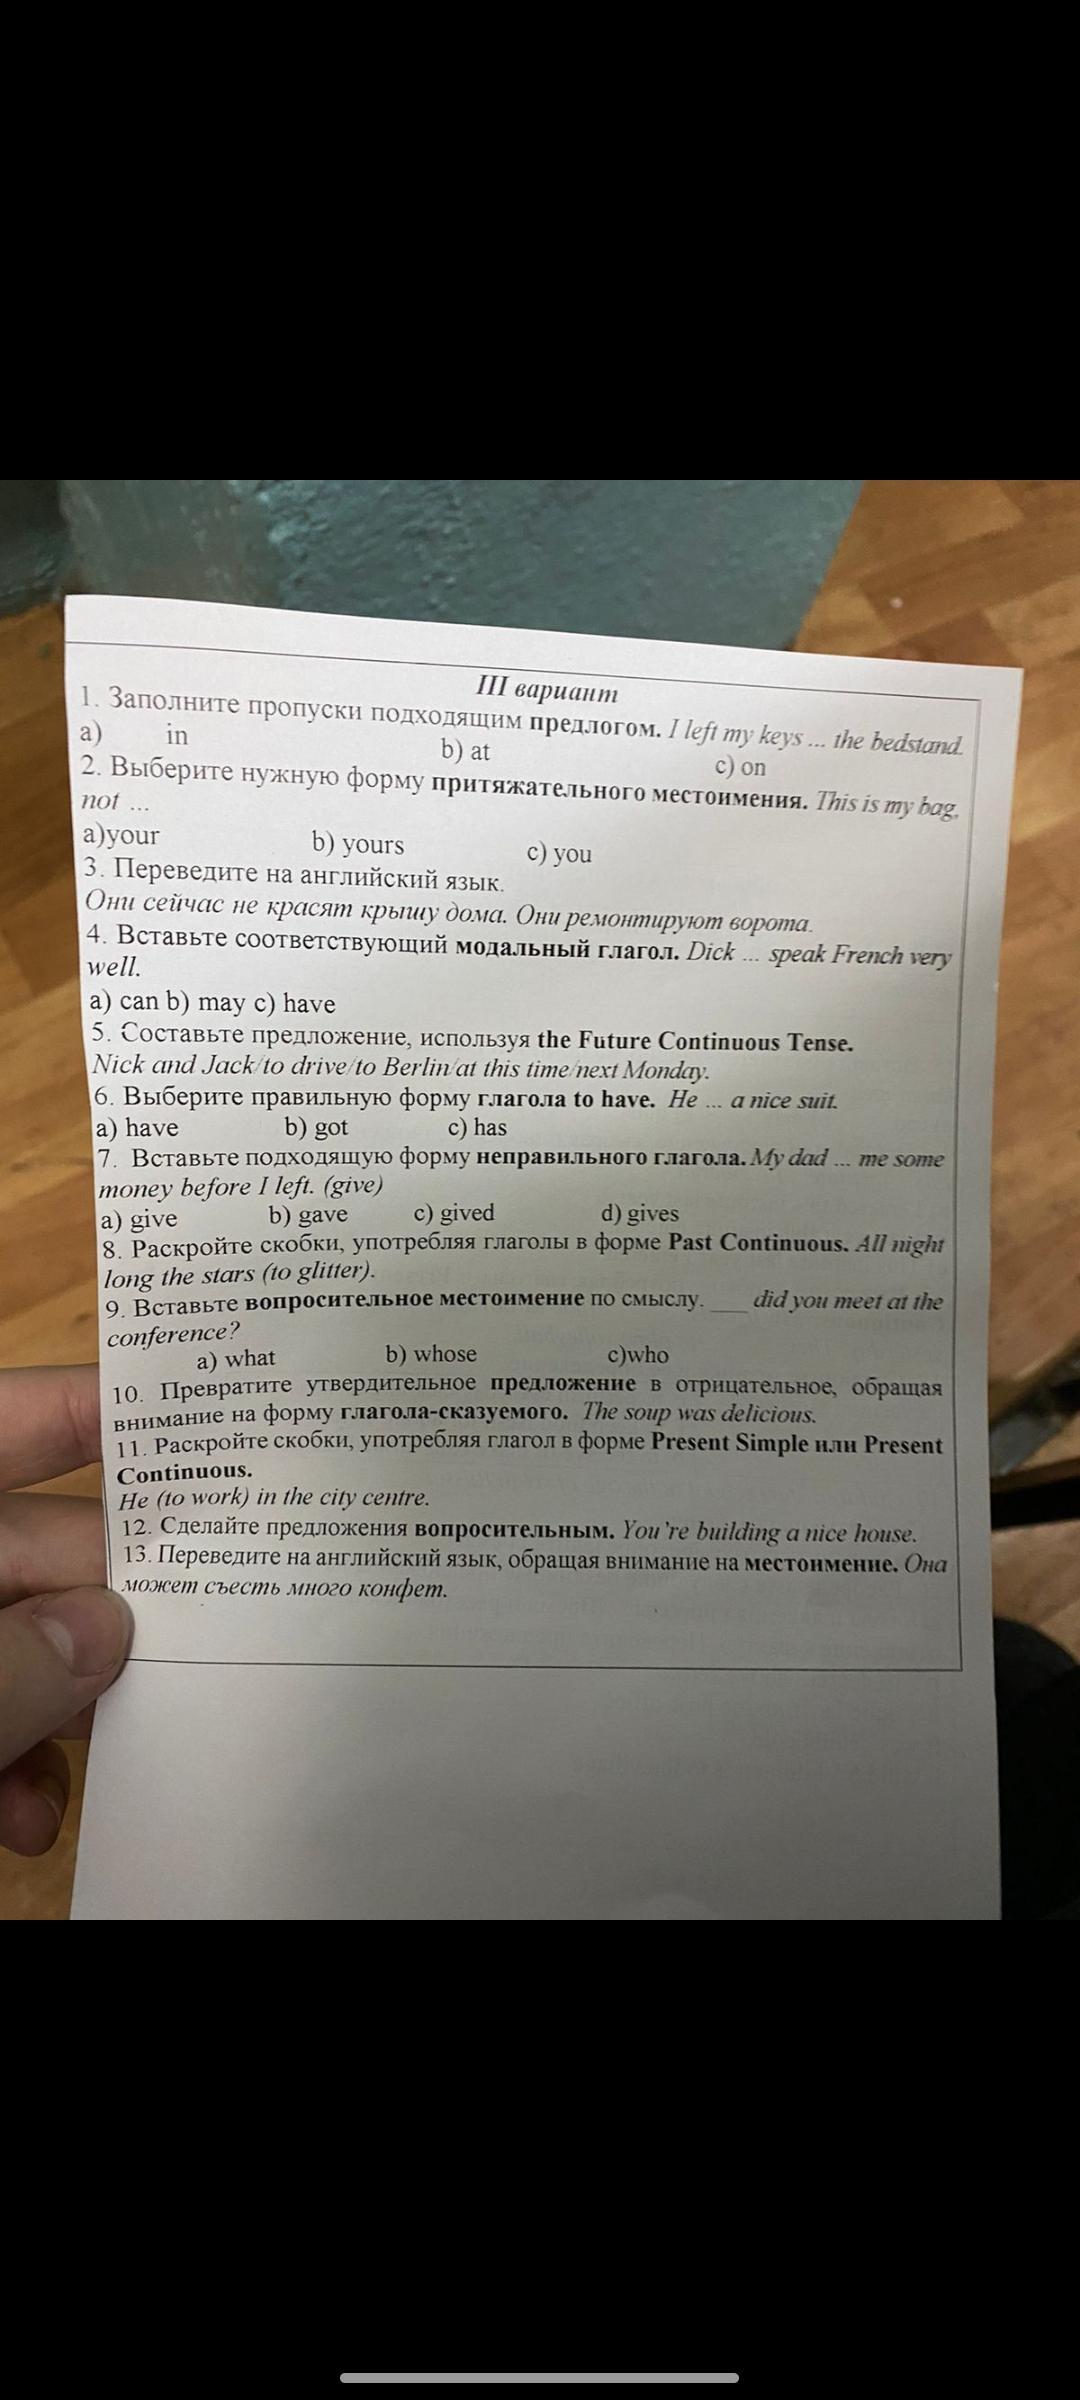 III вариант
1. Заполните пропуски подходящим предлогом. I left my keys ... the bedstand.
a) in b) at c) on
2. Выберите нужную форму притяжательного местоимения. This is my bag,
not ...
a)your b) yours c) you
3. Переведите на английский язык.
Они сейчас не красят крышу дома. Они ремонтируют ворота.
4. Вставьте соответствующий модальный глагол. Dick ... speak French very
well.
a) can b) may c) have
5. Составьте предложение, используя the Future Continuous Tense.
Nick and Jack/to drive/to Berlin/at this time/next Monday.
6. Выберите правильную форму глагола to have. He ... a nice suit.
a) have b) got c) has
7. Вставьте подходящую форму неправильного глагола. My dad ... me some
money before I left. (give)
a) give b) gave c) gived d) gives
8. Раскройте скобки, употребляя глаголы в форме Past Continuous. All night
long the stars (to glitter).
9. Вставьте вопросительное местоимение по смыслу. ___ did you meet at the
conference?
a) what b) whose c)who
10. Превратите утвердительное предложение в отрицательное, обращая
внимание на форму глагола-сказуемого. The soup was delicious.
11. Раскройте скобки, употребляя глагол в форме Present Simple или Present
Continuous.
He (to work) in the city centre.
12. Сделайте предложения вопросительным. You're building a nice house.
13. Переведите на английский язык, обращая внимание на местоимение. Она
может съесть много конфет.